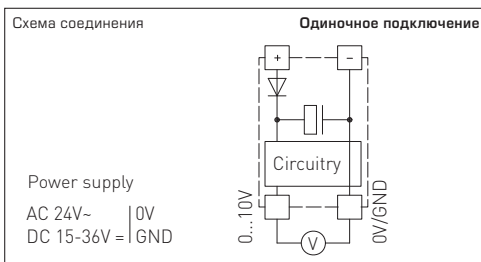 Схема соединения
Одиночное подключение
+ −
Circuitry
Power supply
AC 24V~ | 0V
DC 15-36V = | GND
0...10V
V
0V/GND